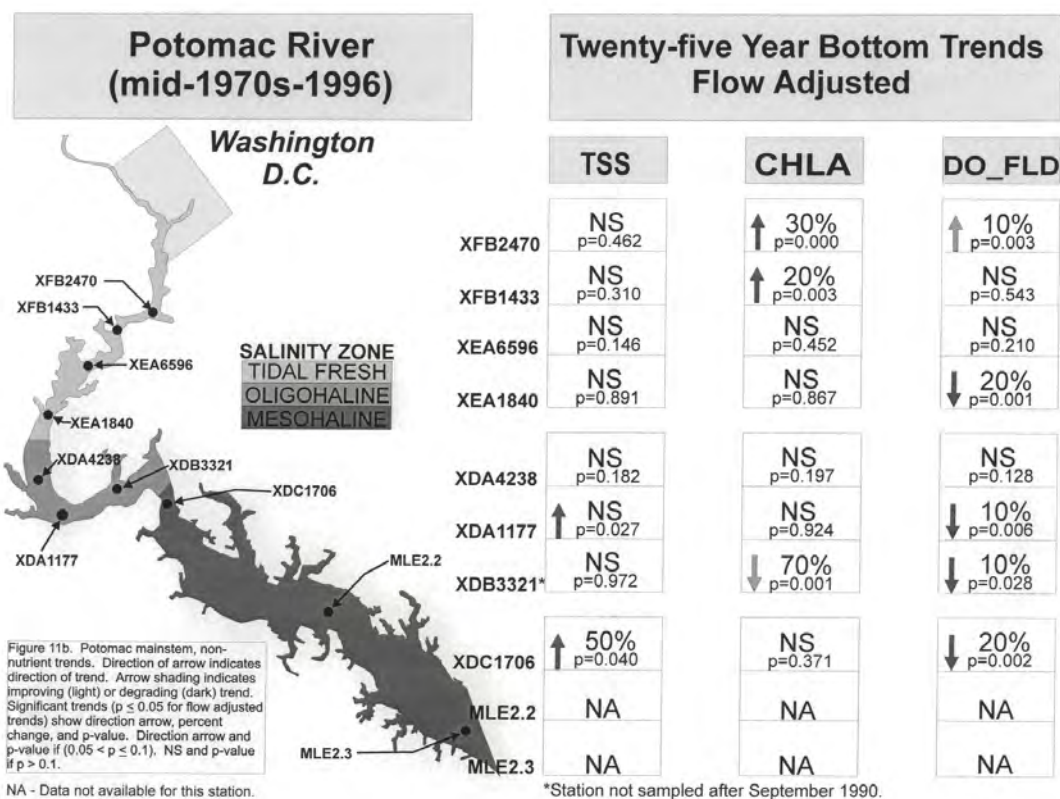 Potomac River
(mid-1970s-1996)
Twenty-five Year Bottom Trends
Flow Adjusted
Washington
D.C.
XFB2470
XFB1433
XEA6596
XEA1840
XDA4238
XDB3321
XDC1706
XDA1177
MLE2.2
MLE2.3
SALINITY ZONE
TIDAL FRESH
OLIGOHALINE
MESOHALINE
TSS CHLA DO_FLD
XFB2470 NS 30% 10%
p=0.462 p=0.000 p=0.003
XFB1433 NS 20% NS
p=0.310 p=0.003 p=0.543
XEA6596 NS NS NS
p=0.146 p=0.452 p=0.210
XEA1840 NS NS 20%
p=0.891 p=0.867 p=0.001
XDA4238 NS NS NS
p=0.182 p=0.197 p=0.128
XDA1177 NS NS 10%
p=0.027 p=0.924 p=0.006
XDB3321* NS 70% 10%
p=0.972 p=0.001 p=0.028
XDC1706 50% NS 20%
p=0.040 p=0.371 p=0.002
MLE2.2 NA NA NA
MLE2.3 NA NA NA
Figure 11b. Potomac mainstem, non-
nutrient trends. Direction of arrow indicates
direction of trend. Arrow shading indicates
improving (light) or degrading (dark) trend.
Significant trends (p ≤ 0.05 for flow adjusted
trends) show direction arrow, percent
change, and p-value. Direction arrow and
p-value if (0.05 < p ≤ 0.1). NS and p-value
if p > 0.1.
NA - Data not available for this station.
*Station not sampled after September 1990.